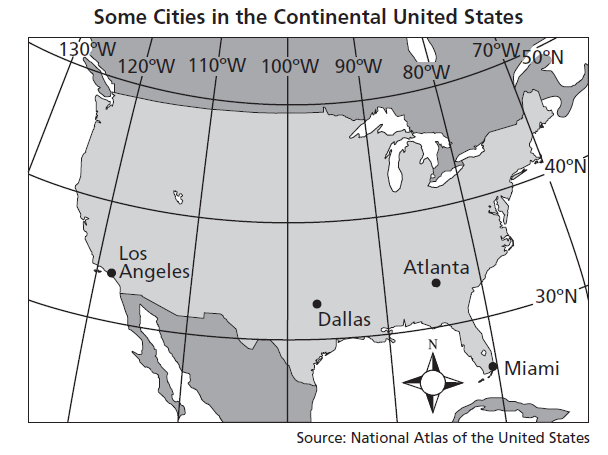 Some Cities in the Continental United States
130°W
120°W 110°W 100°W 90°W 80°W 70°W 50°N
40°N
Los
Angeles
Atlanta
30°N
Dallas
N
Miami
Source: National Atlas of the United States